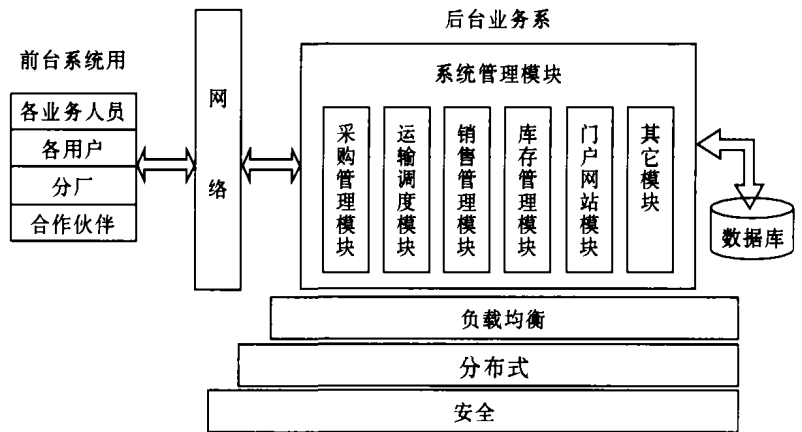 后台业务系
前台系统用
各业务人员
各用户
分厂
合作伙伴
网络
系统管理模块
采购管理模块
运输调度模块
销售管理模块
库存管理模块
门户网站模块
其它模块
数据库
负载均衡
分布式
安全